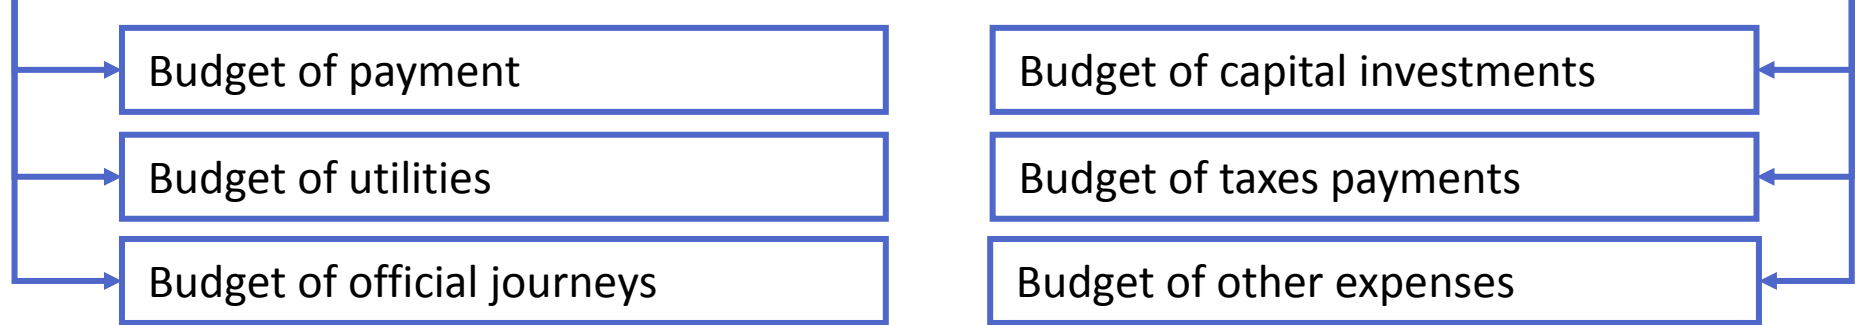 Budget of payment
Budget of utilities
Budget of official journeys
Budget of capital investments
Budget of taxes payments
Budget of other expenses